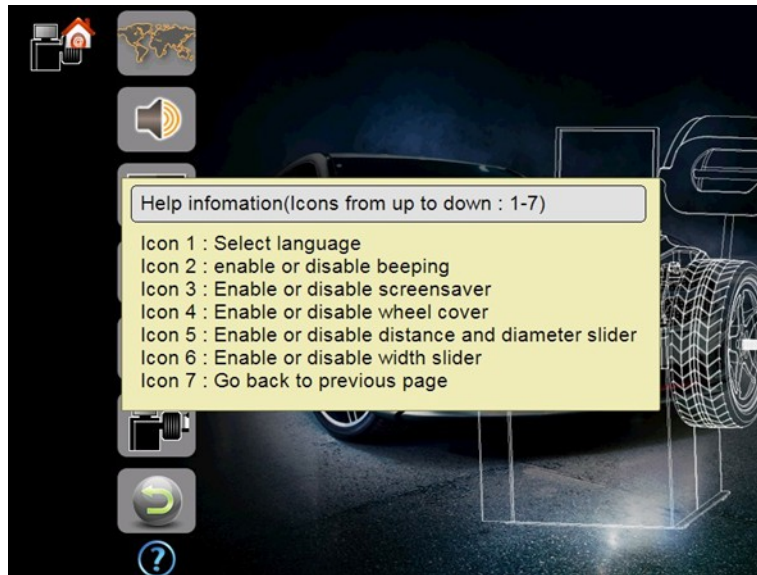 Help infomation(Icons from up to down : 1-7)
Icon 1 : Select language
Icon 2 : enable or disable beeping
Icon 3 : Enable or disable screensaver
Icon 4 : Enable or disable wheel cover
Icon 5 : Enable or disable distance and diameter slider
Icon 6 : Enable or disable width slider
Icon 7 : Go back to previous page
?